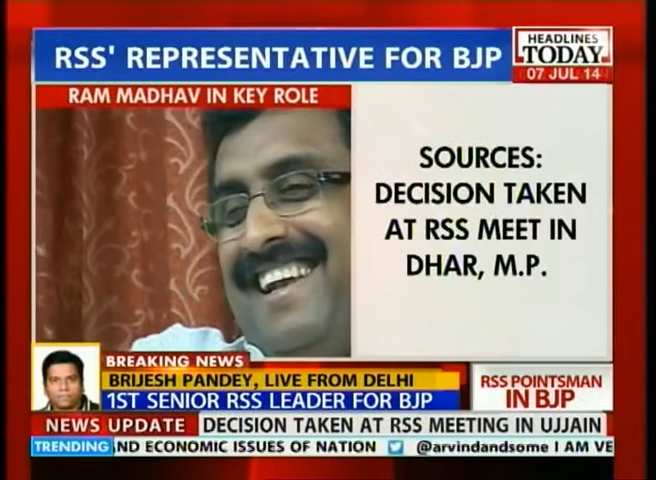 RSS' REPRESENTATIVE FOR BJP
HEADLINES
TODAY
07 JUL 14
RAM MADHAV IN KEY ROLE
SOURCES:
DECISION TAKEN
AT RSS MEET IN
DHAR, M.P.
BREAKING NEWS
BRIJESH PANDEY, LIVE FROM DELHI
1ST SENIOR RSS LEADER FOR BJP
RSS POINTSMAN
IN BJP
NEWS UPDATE DECISION TAKEN AT RSS MEETING IN UJJAIN
TRENDING ND ECONOMIC ISSUES OF NATION @arvindandsome I AM VE